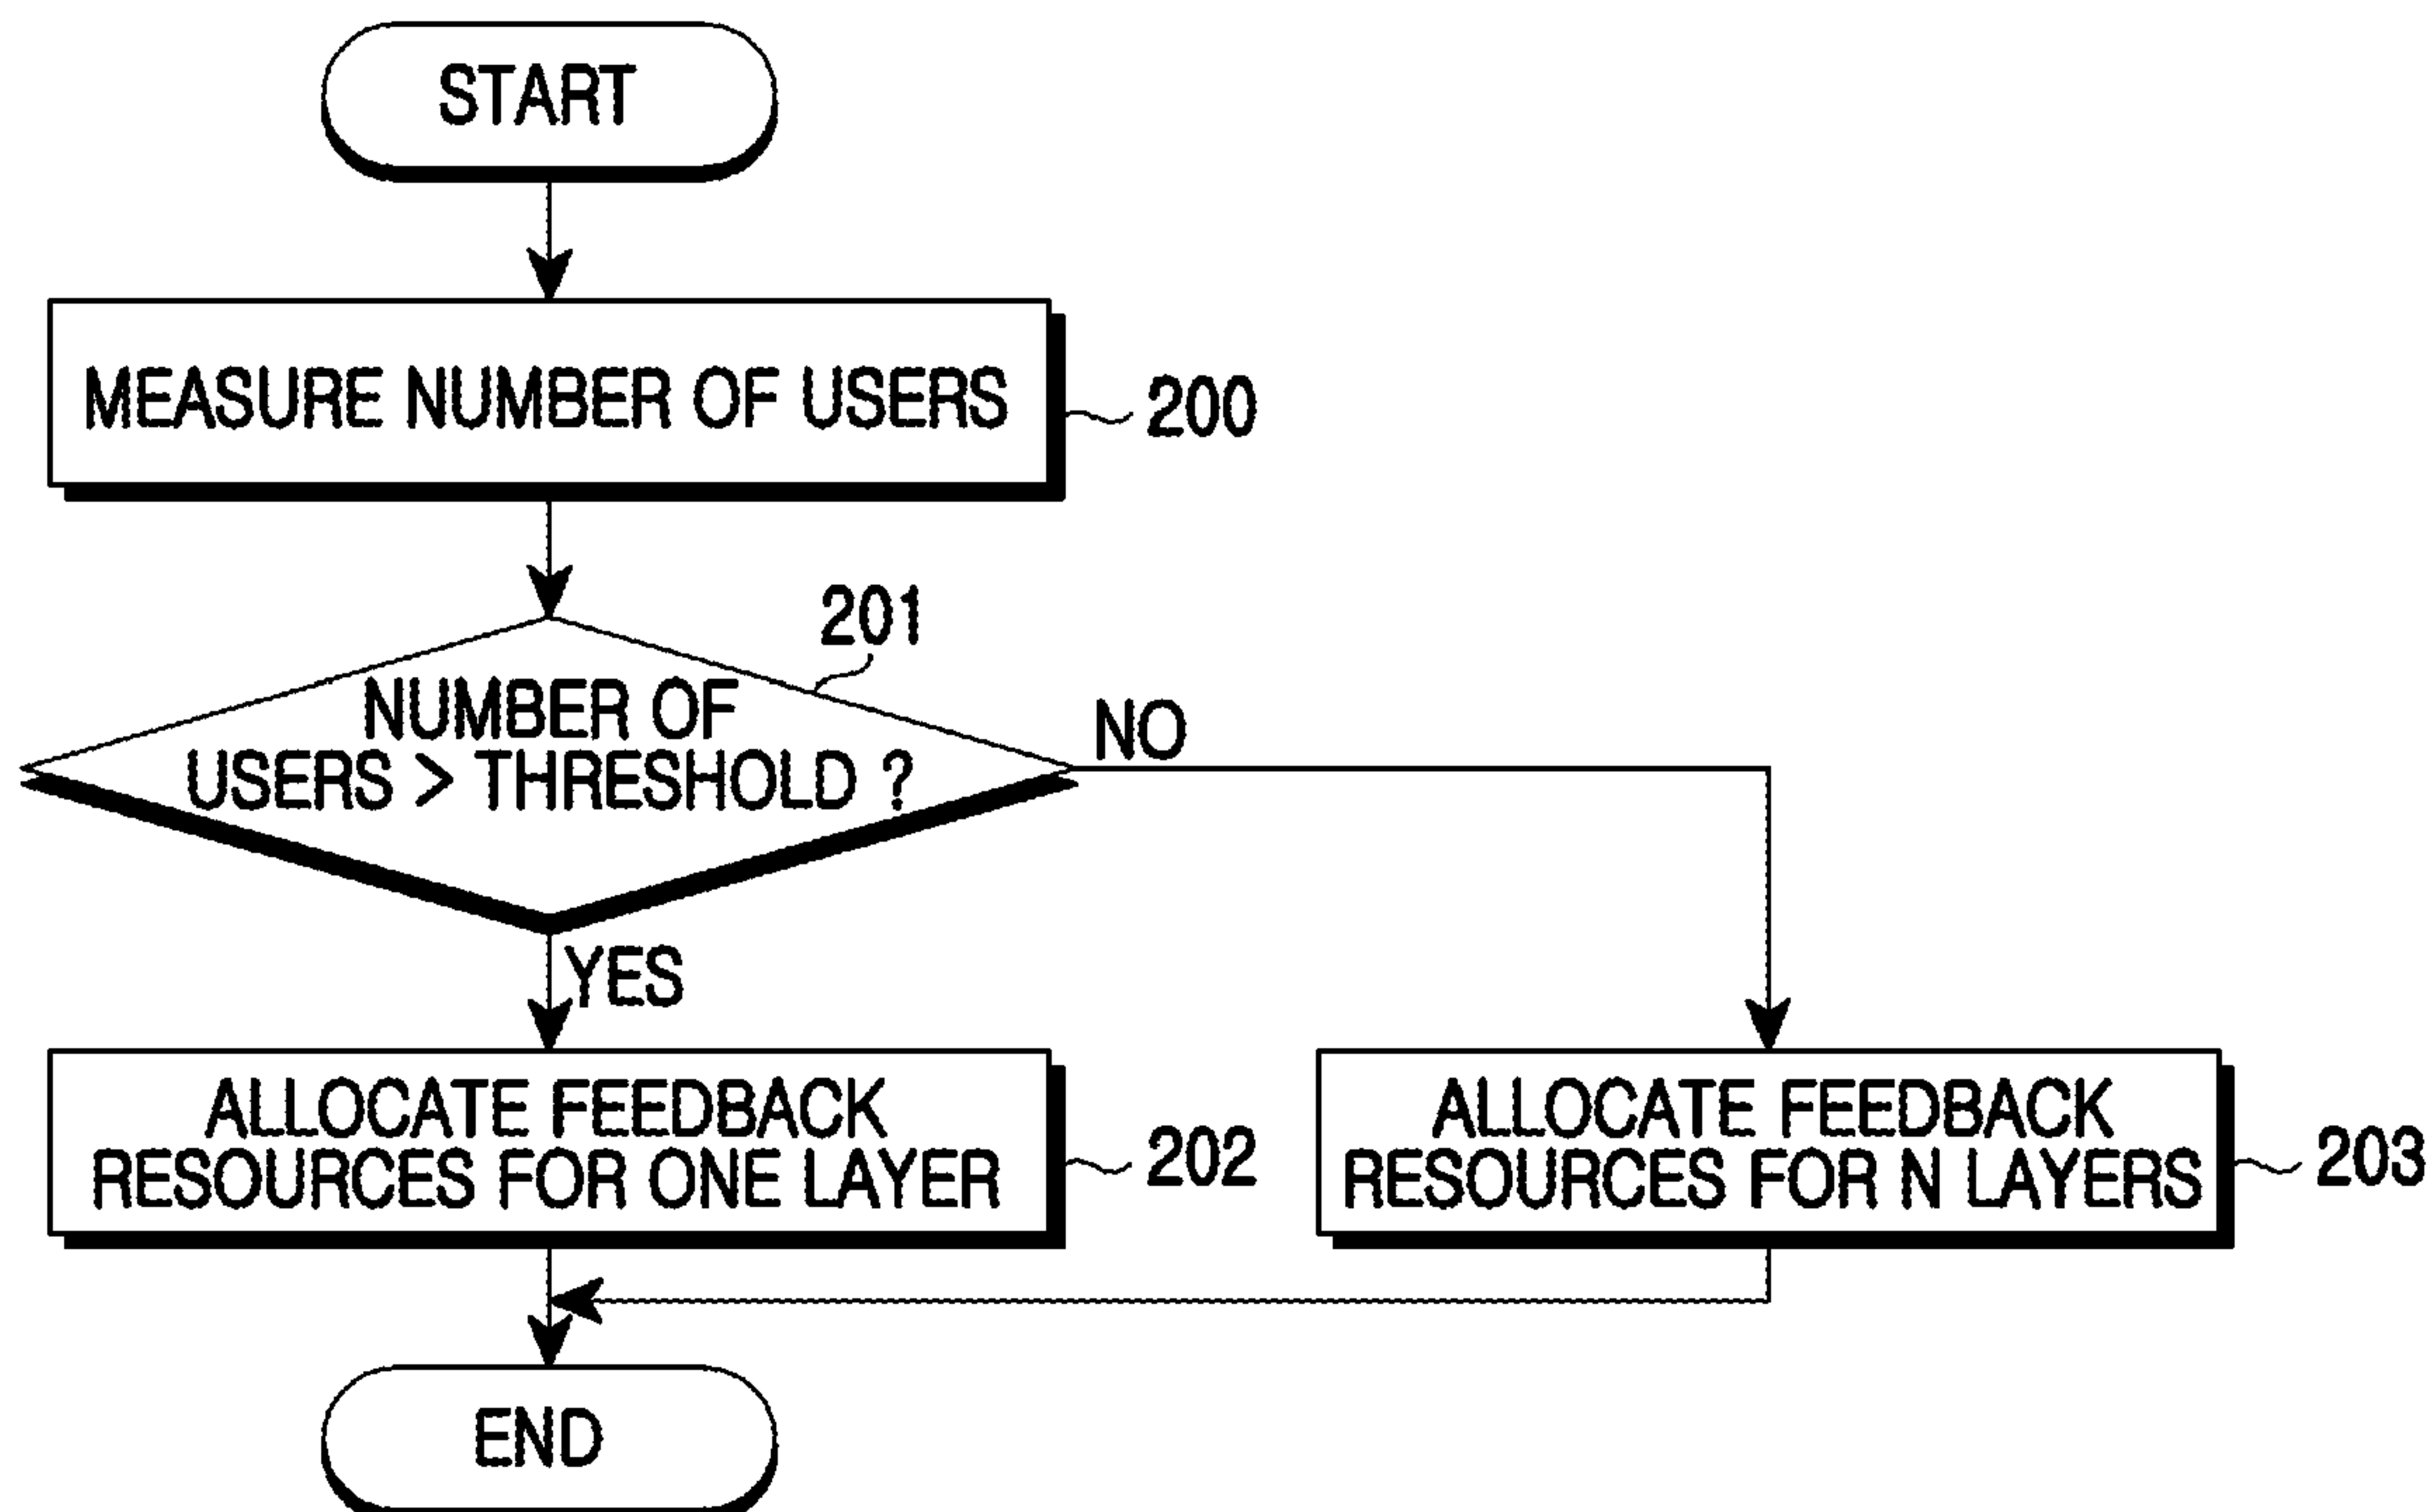 START
MEASURE NUMBER OF USERS
200
201
NUMBER OF
USERS > THRESHOLD ?
NO
YES
ALLOCATE FEEDBACK
RESOURCES FOR ONE LAYER
202
ALLOCATE FEEDBACK
RESOURCES FOR N LAYERS
203
END